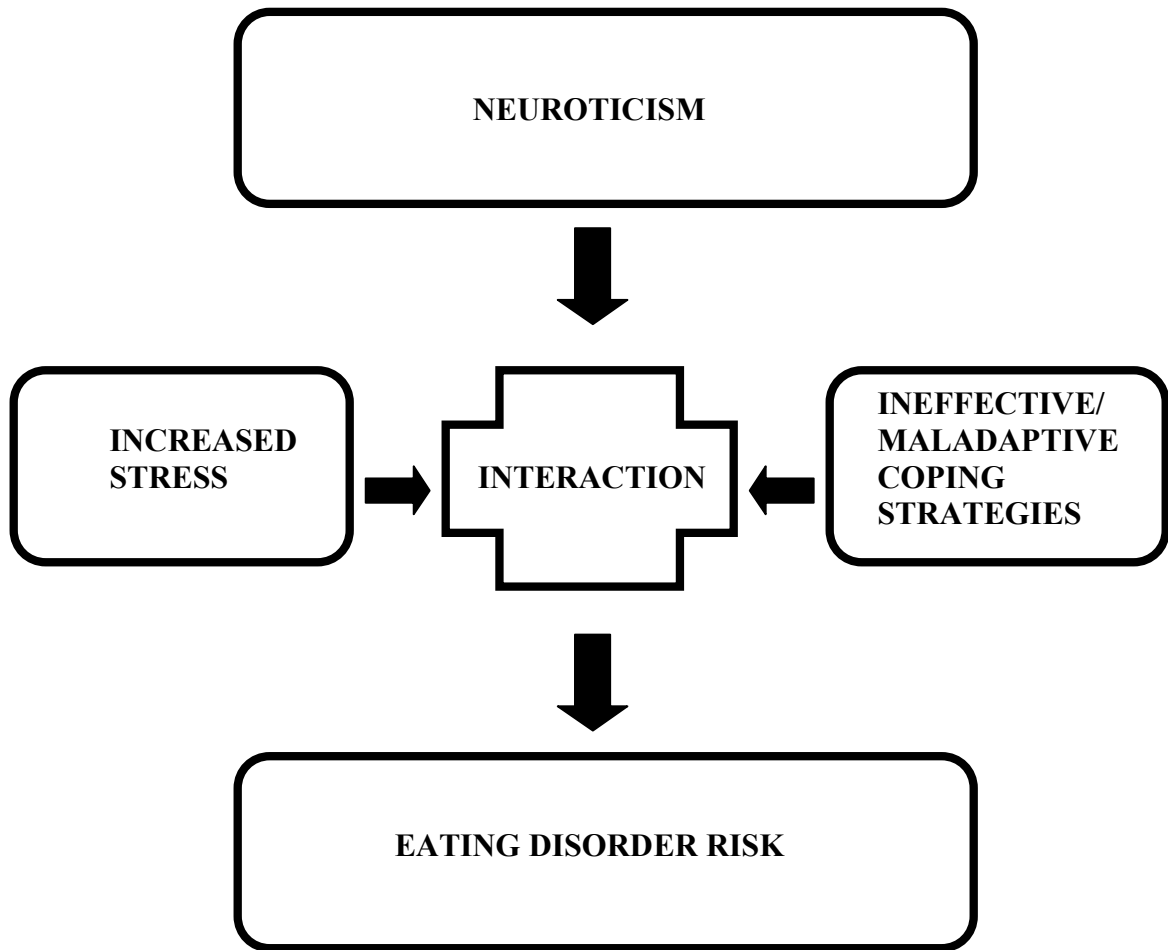 NEUROTICISM
INCREASED
STRESS
INTERACTION
INEFFECTIVE/
MALADAPTIVE
COPING
STRATEGIES
EATING DISORDER RISK